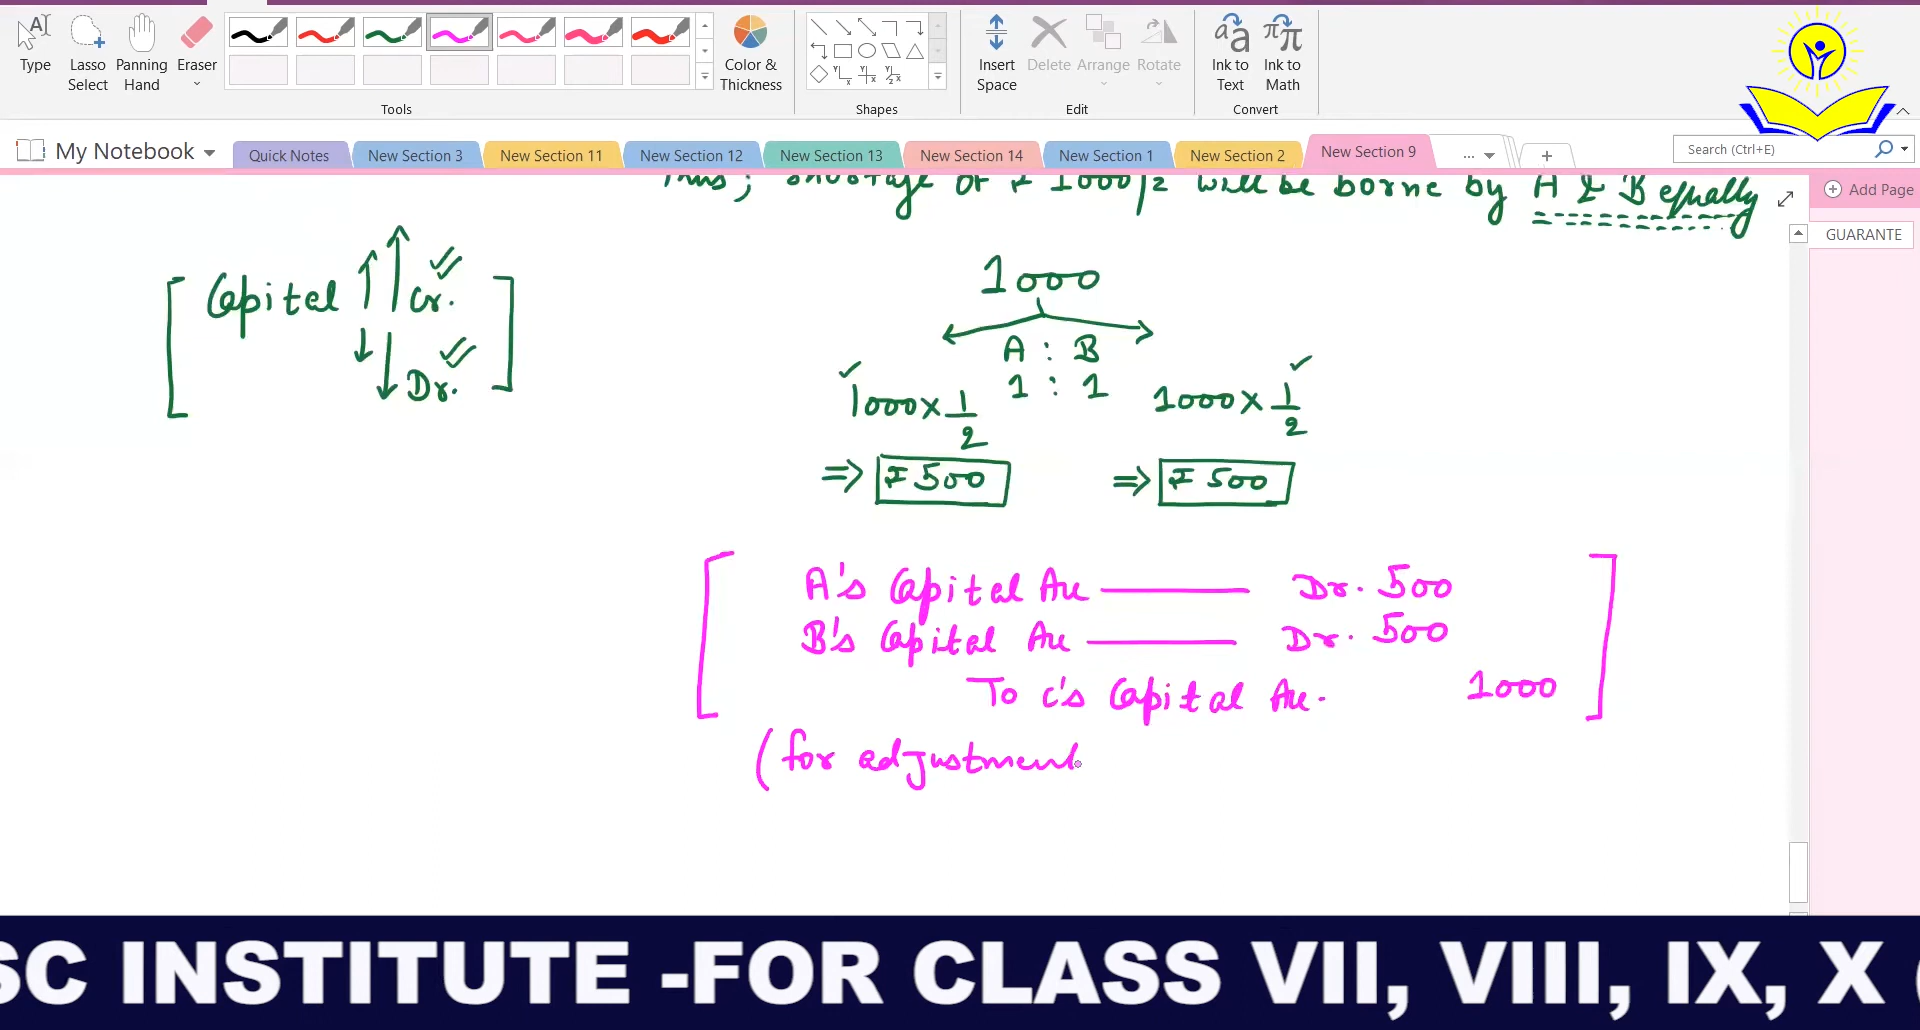 Type
Lasso Select
Panning Hand
Eraser
Tools
Color & Thickness
Shapes
Insert Space
Delete
Arrange
Rotate
Edit
Ink to Text
Ink to Math
Convert
My Notebook
Quick Notes
New Section 3
New Section 11
New Section 12
New Section 13
New Section 14
New Section 1
New Section 2
New Section 9
...
Search (Ctrl+E)
Add Page
GUARANTE
Thus; shortage of ₹ 1000/= will be borne by A & B equally
[ Capital ↑↑ Cr. ✓✓ ]
↓↓ Dr. ✓✓
1000
A : B
1 : 1
1000 × 1/2
1000 × 1/2
⇒ ₹ 500
⇒ ₹ 500
A's Capital A/c ——— Dr. 500
B's Capital A/c ——— Dr. 500
To C's Capital A/c. 1000
(for adjustment
SC INSTITUTE -FOR CLASS VII, VIII, IX, X (